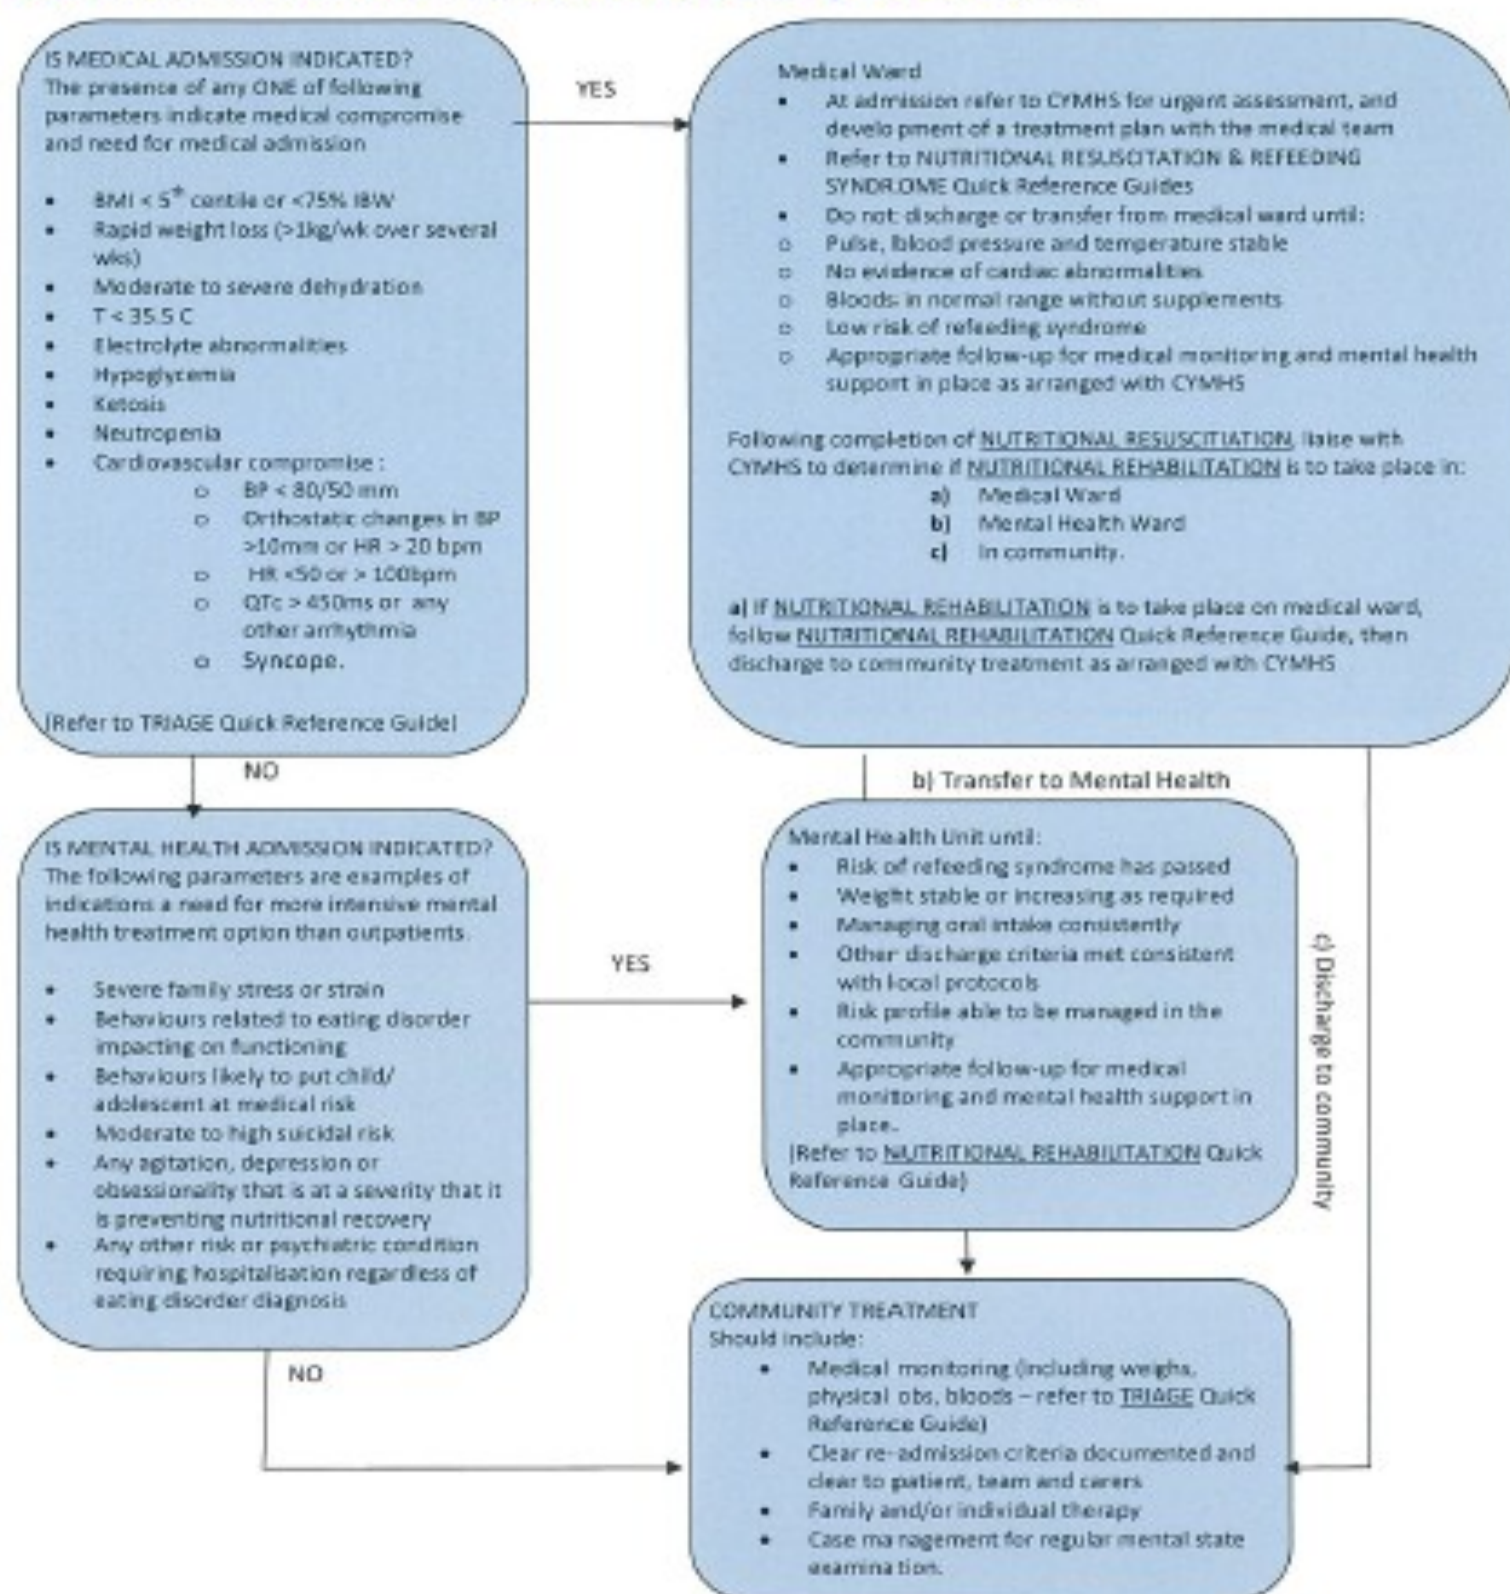 IS MEDICAL ADMISSION INDICATED?
The presence of any ONE of following
parameters indicate medical compromise
and need for medical admission
• BMI < 5th centile or <75% IBW
• Rapid weight loss (>1kg/wk over several
wks)
• Moderate to severe dehydration
• T < 35.5 C
• Electrolyte abnormalities
• Hypoglycemia
• Ketosis
• Neutropenia
• Cardiovascular compromise :
o BP < 80/50 mm
o Orthostatic changes in BP
>10mm or HR > 20 bpm
o HR <50 or > 100bpm
o QTc > 450ms or any
other arrhythmia
o Syncope.
(Refer to TRIAGE Quick Reference Guide)
YES
Medical Ward
• At admission refer to CYMHS for urgent assessment, and
development of a treatment plan with the medical team
• Refer to NUTRITIONAL RESUSCITATION & REFEEDING
SYNDROME Quick Reference Guides
• Do not discharge or transfer from medical ward until:
o Pulse, blood pressure and temperature stable
o No evidence of cardiac abnormalities
o Bloods in normal range without supplements
o Low risk of refeeding syndrome
o Appropriate follow-up for medical monitoring and mental health
support in place as arranged with CYMHS
Following completion of NUTRITIONAL RESUSCITIATION, liaise with
CYMHS to determine if NUTRITIONAL REHABILITATION is to take place in:
a) Medical Ward
b) Mental Health Ward
c) In community.
a) If NUTRITIONAL REHABILITATION is to take place on medical ward,
follow NUTRITIONAL REHABILITATION Quick Reference Guide, then
discharge to community treatment as arranged with CYMHS
NO
b) Transfer to Mental Health
IS MENTAL HEALTH ADMISSION INDICATED?
The following parameters are examples of
indications a need for more intensive mental
health treatment option than outpatients.
• Severe family stress or strain
• Behaviours related to eating disorder
impacting on functioning
• Behaviours likely to put child/
adolescent at medical risk
• Moderate to high suicidal risk
• Any agitation, depression or
obsessionality that is at a severity that it
is preventing nutritional recovery
• Any other risk or psychiatric condition
requiring hospitalisation regardless of
eating disorder diagnosis
YES
Mental Health Unit until:
• Risk of refeeding syndrome has passed
• Weight stable or increasing as required
• Managing oral intake consistently
• Other discharge criteria met consistent
with local protocols
• Risk profile able to be managed in the
community
• Appropriate follow-up for medical
monitoring and mental health support in
place.
(Refer to NUTRITIONAL REHABILITATION Quick
Reference Guide)
c) Discharge to community
NO
COMMUNITY TREATMENT
Should include:
• Medical monitoring (including weighs,
physical obs, bloods – refer to TRIAGE Quick
Reference Guide)
• Clear re-admission criteria documented and
clear to patient, team and carers
• Family and/or individual therapy
• Case management for regular mental state
examination.